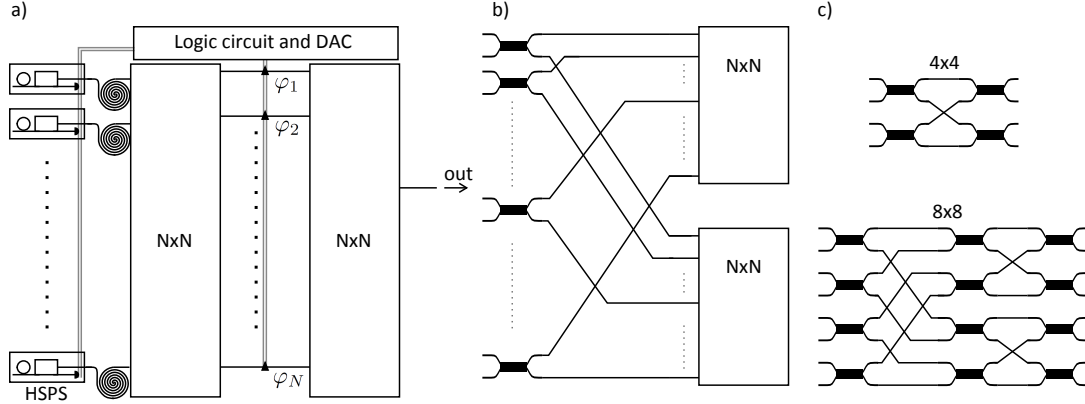 a)
Logic circuit and DAC
φ1
φ2
NxN
NxN
φN
HSPS
out
b)
NxN
NxN
c)
4x4
8x8